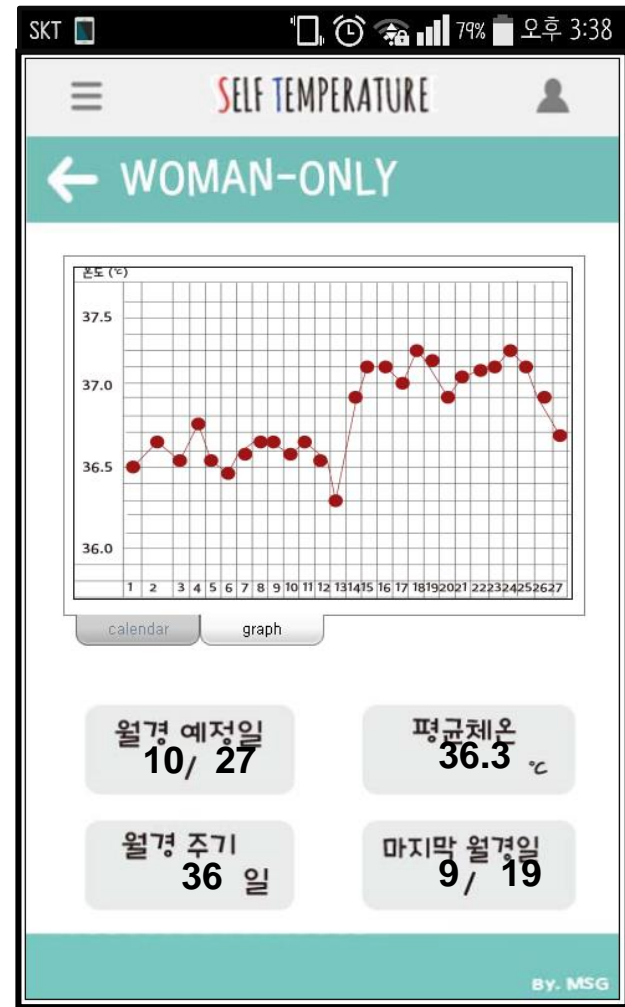 SKT 79% 오후 3:38
SELF TEMPERATURE
WOMAN-ONLY
온도 (℃)
37.5
37.0
36.5
36.0
1 2 3 4 5 6 7 8 9 10 11 12 13 14 15 16 17 18 19 20 21 22 23 24 25 26 27
calendar graph
월경 예정일 평균체온
10/ 27 36.3 ℃
월경 주기 마지막 월경일
36 일 9/ 19
BY. MSG